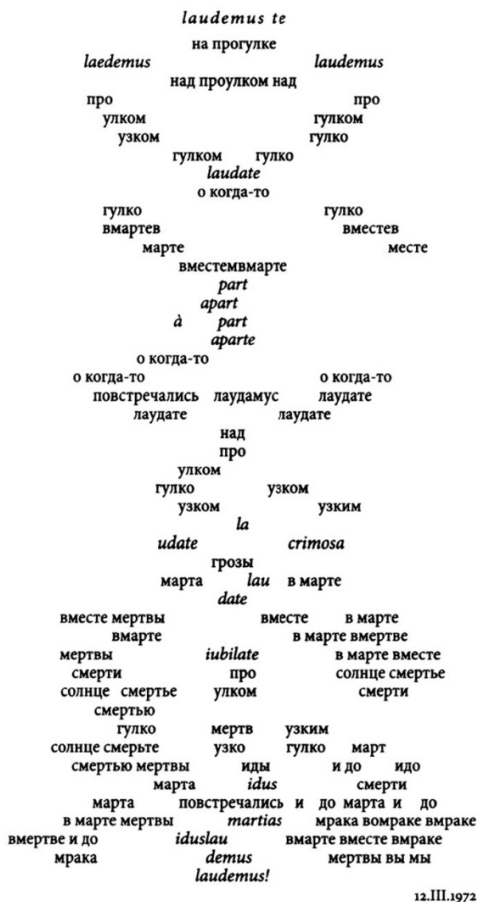 laudemus te
на прогулке
laedemus laudemus
над проулком над
про про
улком гулком
узком гулко
гулком гулко
laudate
о когда-то
гулко гулко
вмартев вместев
марте месте
вместемвмарте
part
apart
à part
aparte
о когда-то
о когда-то о когда-то
повстречались лаудамус лаудате
лаудате лаудате
над
про
улком
гулко узком
узком узким
la
udate crimosa
грозы
марта lau в марте
date
вместе мертвы вместе в марте
вмарте в марте вмертве
мертвы iubilate в марте вместе
смерти про солнце смертье
солнце смертье улком смерти
смертью
гулко мертв узким
солнце смерьте узко гулко март
смертью мертвы иды и до идо
марта idus смерти
марта повстречались и до марта и до
в марте мертвы martias мрака вомраке вмраке
вмертве и до iduslau вмарте вместе вмраке
мрака demus мертвы вы мы
laudemus!
12.III.1972